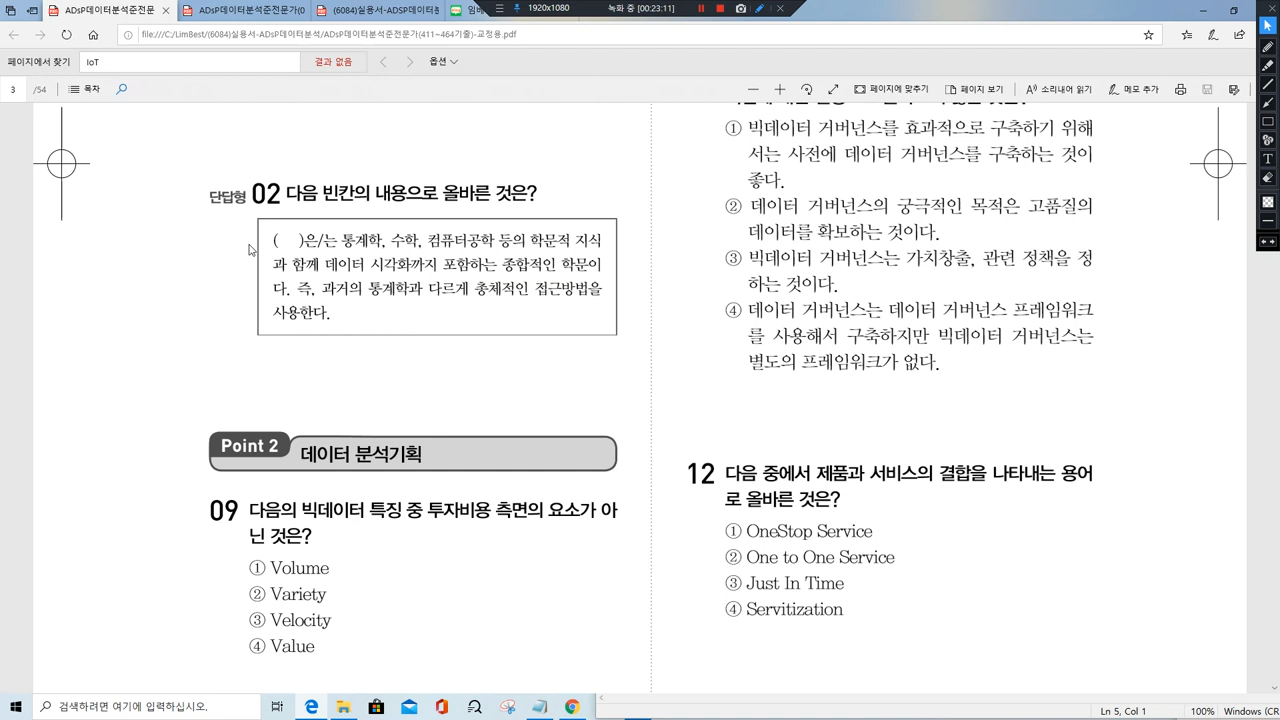 ADsP데이터분석준전문
ADsP데이터분석준전문가(0
(6084)실용서-ADsP데이터분
1920x1080
녹화 중 [00:23:11]
file:///C:/LimBest/(6084)실용서-ADsP데이터분석/ADsP데이터분석준전문가(411~464기출)-교정용.pdf
페이지에서 찾기
IoT
결과 없음
옵션
3
/54
목차
페이지에 맞추기
페이지 보기
소리내어 읽기
메모 추가
단답형 02 다음 빈칸의 내용으로 올바른 것은?
( )은/는 통계학, 수학, 컴퓨터공학 등의 학문적 지식
과 함께 데이터 시각화까지 포함하는 종합적인 학문이
다. 즉, 과거의 통계학과 다르게 총체적인 접근방법을
사용한다.
Point 2 데이터 분석기획
09 다음의 빅데이터 특징 중 투자비용 측면의 요소가 아
닌 것은?
① Volume
② Variety
③ Velocity
④ Value
① 빅데이터 거버넌스를 효과적으로 구축하기 위해
서는 사전에 데이터 거버넌스를 구축하는 것이
좋다.
② 데이터 거버넌스의 궁극적인 목적은 고품질의
데이터를 확보하는 것이다.
③ 빅데이터 거버넌스는 가치창출, 관련 정책을 정
하는 것이다.
④ 데이터 거버넌스는 데이터 거버넌스 프레임워크
를 사용해서 구축하지만 빅데이터 거버넌스는
별도의 프레임워크가 없다.
12 다음 중에서 제품과 서비스의 결합을 나타내는 용어
로 올바른 것은?
① OneStop Service
② One to One Service
③ Just In Time
④ Servitization
검색하려면 여기에 입력하십시오.
Ln 5, Col 1
100%
Windows (CR